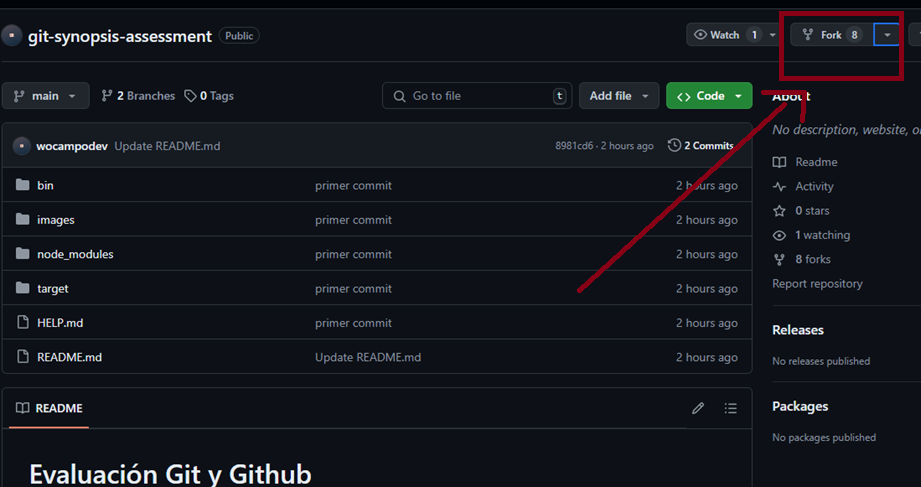 git-synopsis-assessment Public Watch 1 Fork 8
main 2 Branches 0 Tags Go to file t Add file Code
About
wocampodev Update README.md 8981cd6 · 2 hours ago 2 Commits
bin primer commit 2 hours ago
images primer commit 2 hours ago
node_modules primer commit 2 hours ago
target primer commit 2 hours ago
HELP.md primer commit 2 hours ago
README.md Update README.md 2 hours ago
README
Evaluación Git y Github
No description, website, o
Readme
Activity
0 stars
1 watching
8 forks
Report repository
Releases
No releases published
Packages
No packages published